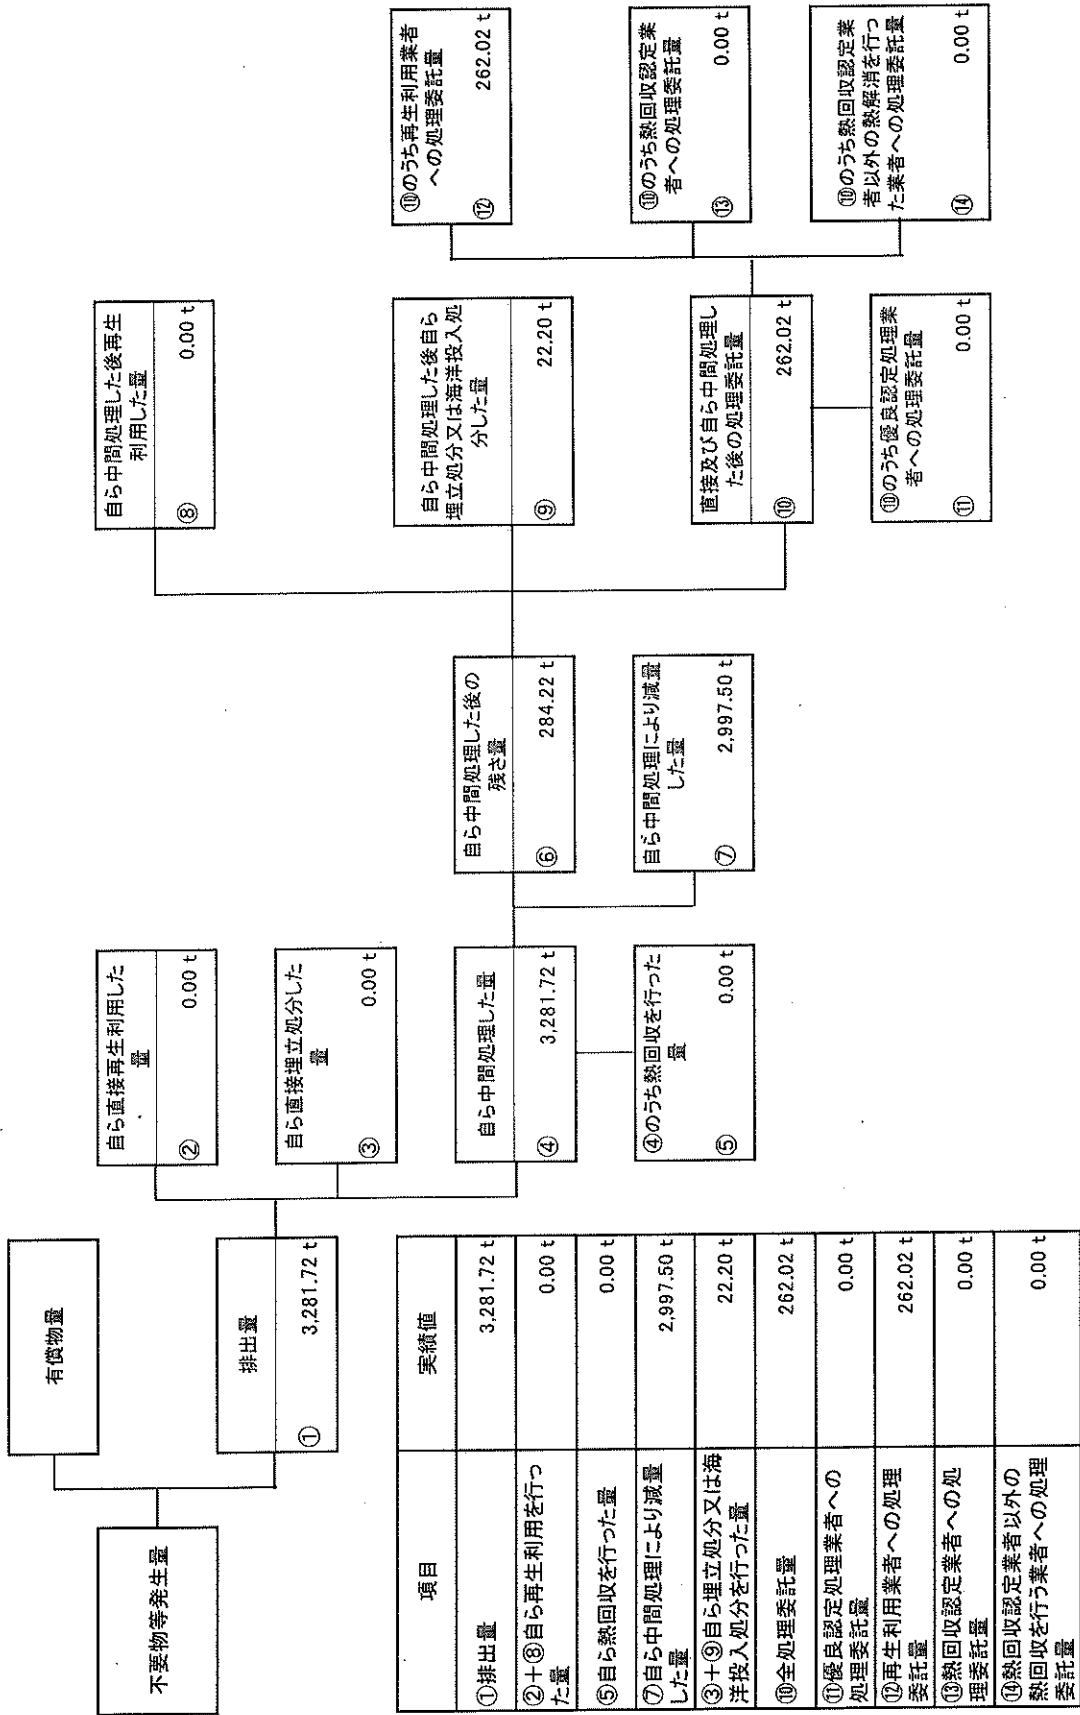 不要物等発生量
有償物量
排出量
① 3,281.72 t
自ら直接再生利用した
量
② 0.00 t
自ら直接埋立処分した
量
③ 0.00 t
自ら中間処理した量
④ 3,281.72 t
④のうち熱回収を行った
量
⑤ 0.00 t
自ら中間処理した後の
残さ量
⑥ 284.22 t
自ら中間処理により減量
した量
⑦ 2,997.50 t
自ら中間処理した後再生
利用した量
⑧ 0.00 t
自ら中間処理した後自ら
埋立処分又は海洋投入処
分した量
⑨ 22.20 t
直接及び自ら中間処理し
た後の処理委託量
⑩ 262.02 t
⑩のうち優良認定処理業
者への処理委託量
⑪ 0.00 t
⑩のうち再生利用業者
への処理委託量
⑫ 262.02 t
⑩のうち熱回収認定業
者への処理委託量
⑬ 0.00 t
⑩のうち熱回収認定業
者以外の熱解消を行っ
た業者への処理委託量
⑭ 0.00 t
項目 実績値
①排出量 3,281.72 t
②+⑧自ら再生利用を行っ
た量 0.00 t
⑤自ら熱回収を行った量 0.00 t
⑦自ら中間処理により減量
した量 2,997.50 t
③+⑨自ら埋立処分又は海
洋投入処分を行った量 22.20 t
⑩全処理委託量 262.02 t
⑪優良認定処理業者への
処理委託量 0.00 t
⑫再生利用業者への処理
委託量 262.02 t
⑬熱回収認定業者への処
理委託量 0.00 t
⑭熱回収認定業者以外の
熱回収を行う業者への処理
委託量 0.00 t